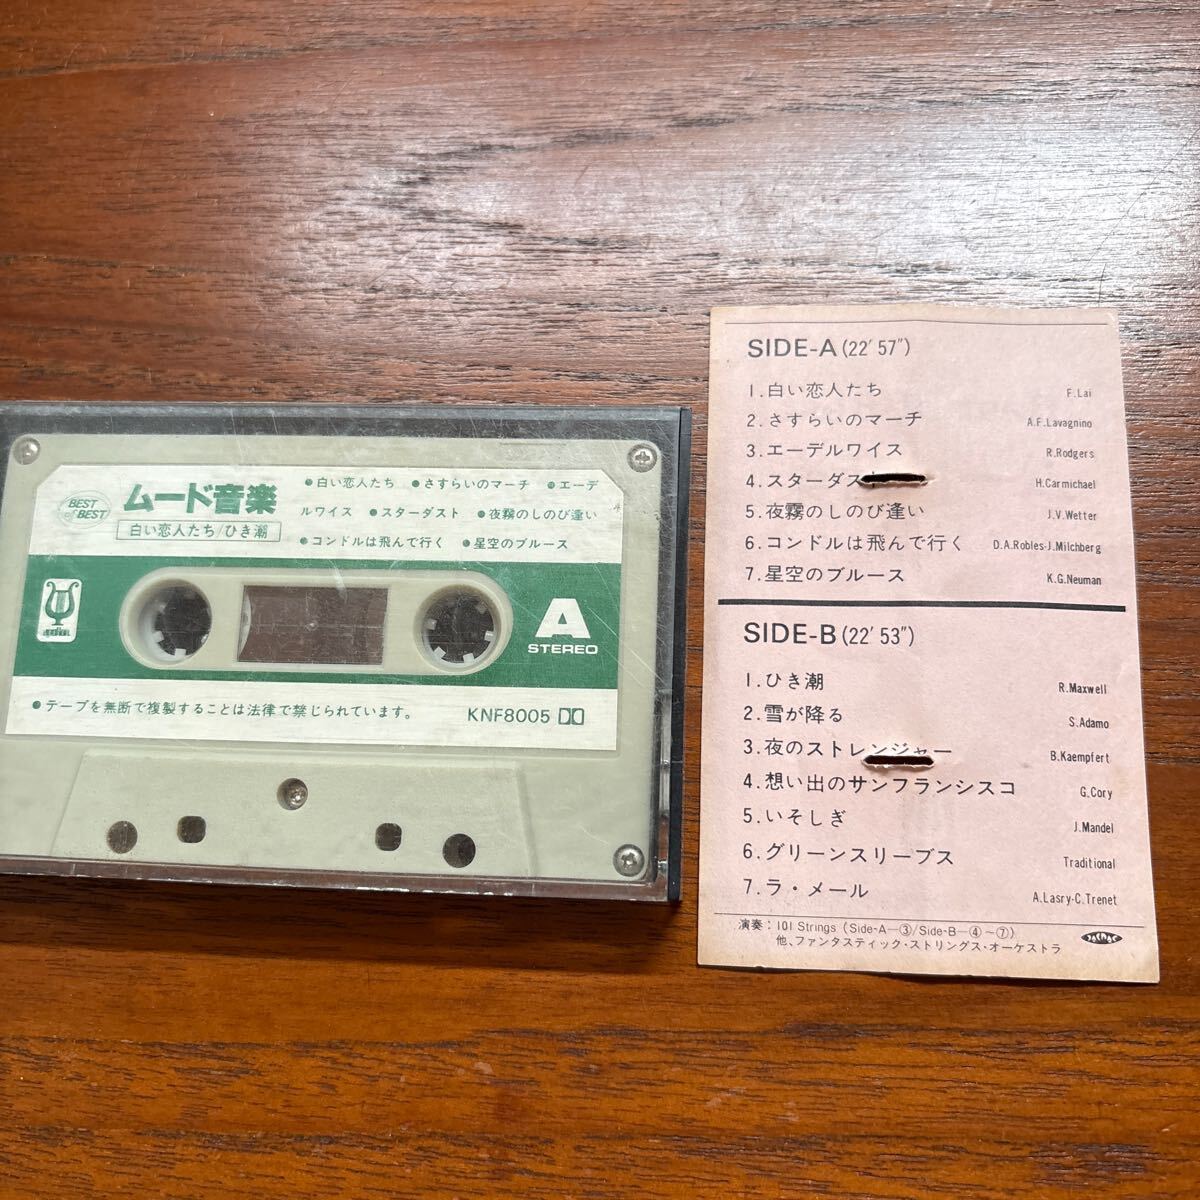 BEST
of BEST
ムード音楽
白い恋人たち/ひき潮
●白い恋人たち ●さすらいのマーチ ●エーデ
ルワイス ●スターダスト ●夜霧のしのび逢い
●コンドルは飛んで行く ●星空のブルース
A
STEREO
●テープを無断で複製することは法律で禁じられています。
KNF8005
SIDE-A (22′57″)
1.白い恋人たち F.Lai
2.さすらいのマーチ A.F.Lavagnino
3.エーデルワイス R.Rodgers
4.スターダス H.Carmichael
5.夜霧のしのび逢い J.V.Wetter
6.コンドルは飛んで行く D.A.Robles-J.Milchberg
7.星空のブルース K.G.Neuman
SIDE-B (22′53″)
1.ひき潮 R.Maxwell
2.雪が降る S.Adamo
3.夜のストレンジャー B.Kaempfert
4.想い出のサンフランシスコ G.Cory
5.いそしぎ J.Mandel
6.グリーンスリーブス Traditional
7.ラ・メール A.Lasry-C.Trenet
演奏:101 Strings (Side-A—③/Side-B—④~⑦)
他、ファンタスティック・ストリングス・オーケストラ